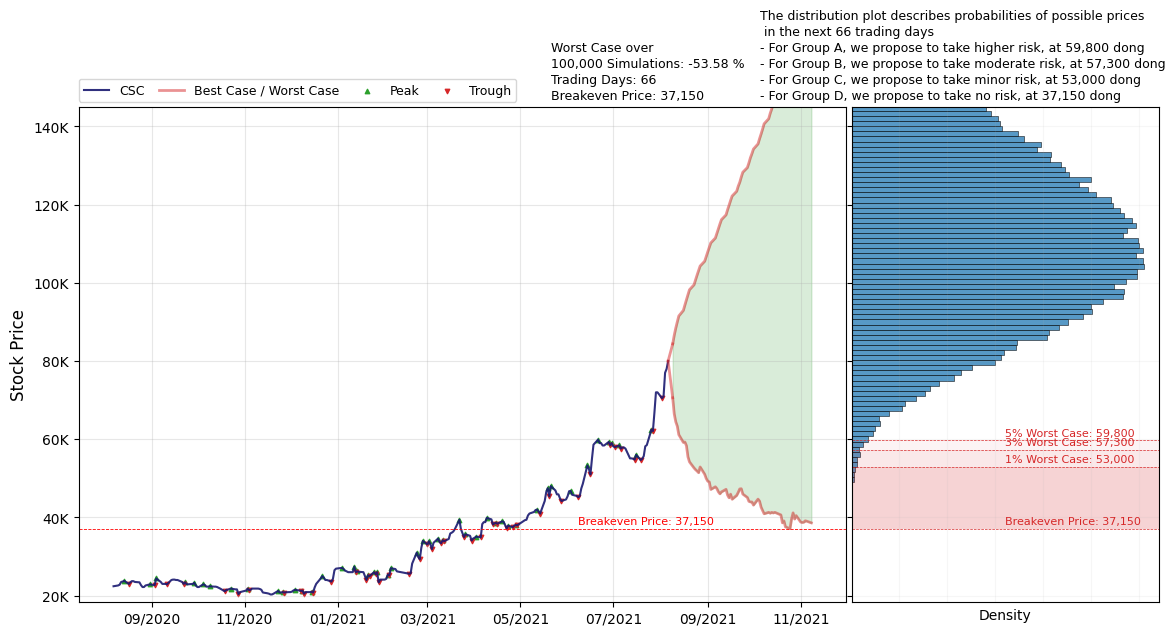 The distribution plot describes probabilities of possible prices
in the next 66 trading days
- For Group A, we propose to take higher risk, at 59,800 dong
- For Group B, we propose to take moderate risk, at 57,300 dong
- For Group C, we propose to take minor risk, at 53,000 dong
- For Group D, we propose to take no risk, at 37,150 dong
Worst Case over
100,000 Simulations: -53.58 %
Trading Days: 66
Breakeven Price: 37,150
CSC
Best Case / Worst Case
Peak
Trough
Stock Price
140K
120K
100K
80K
60K
40K
20K
Breakeven Price: 37,150
09/2020
11/2020
01/2021
03/2021
05/2021
07/2021
09/2021
11/2021
5% Worst Case: 59,800
3% Worst Case: 57,300
1% Worst Case: 53,000
Breakeven Price: 37,150
Density